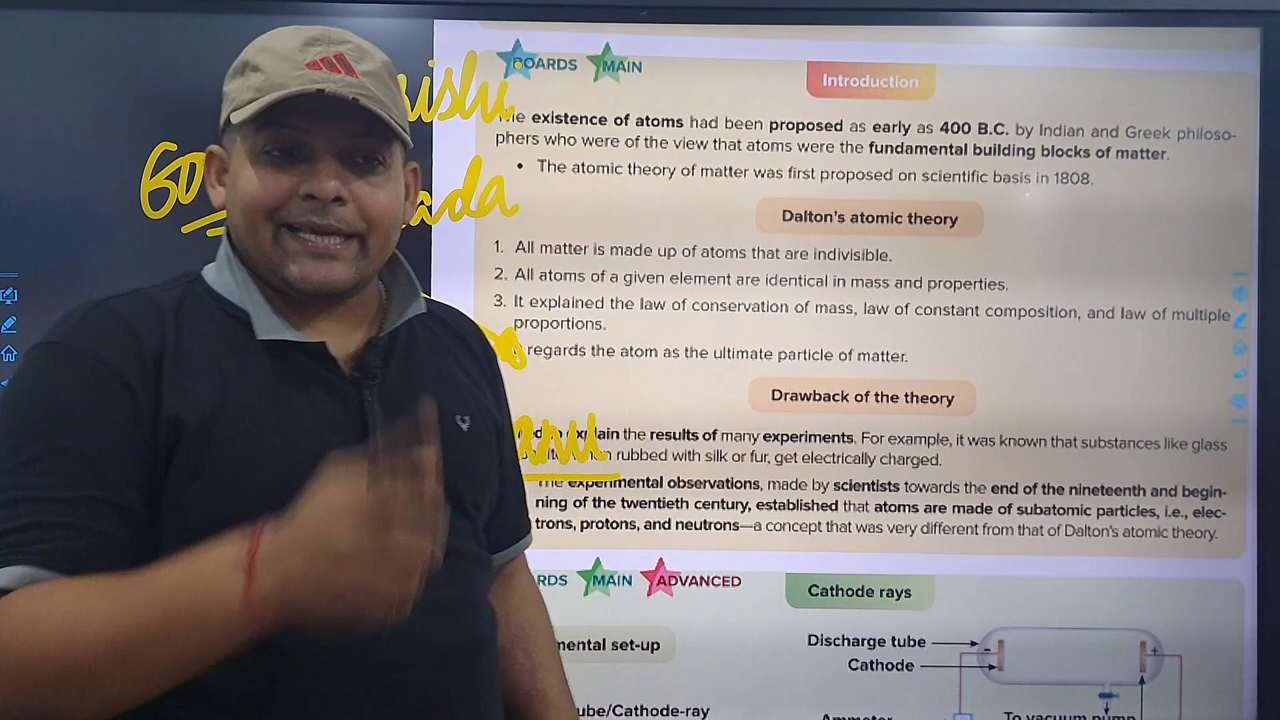 BOARDS MAIN
Introduction
existence of atoms had been proposed as early as 400 B.C. by Indian and Greek philoso-
phers who were of the view that atoms were the fundamental building blocks of matter.
• The atomic theory of matter was first proposed on scientific basis in 1808.
Dalton's atomic theory
1. All matter is made up of atoms that are indivisible.
2. All atoms of a given element are identical in mass and properties.
3. It explained the law of conservation of mass, law of constant composition, and law of multiple
proportions.
regards the atom as the ultimate particle of matter.
Drawback of the theory
the results of many experiments. For example, it was known that substances like glass
rubbed with silk or fur, get electrically charged.
The experimental observations, made by scientists towards the end of the nineteenth and begin-
ning of the twentieth century, established that atoms are made of subatomic particles, i.e., elec-
trons, protons, and neutrons—a concept that was very different from that of Dalton's atomic theory.
MAIN ADVANCED
Cathode rays
Discharge tube
Cathode
- +
To vacuum pump